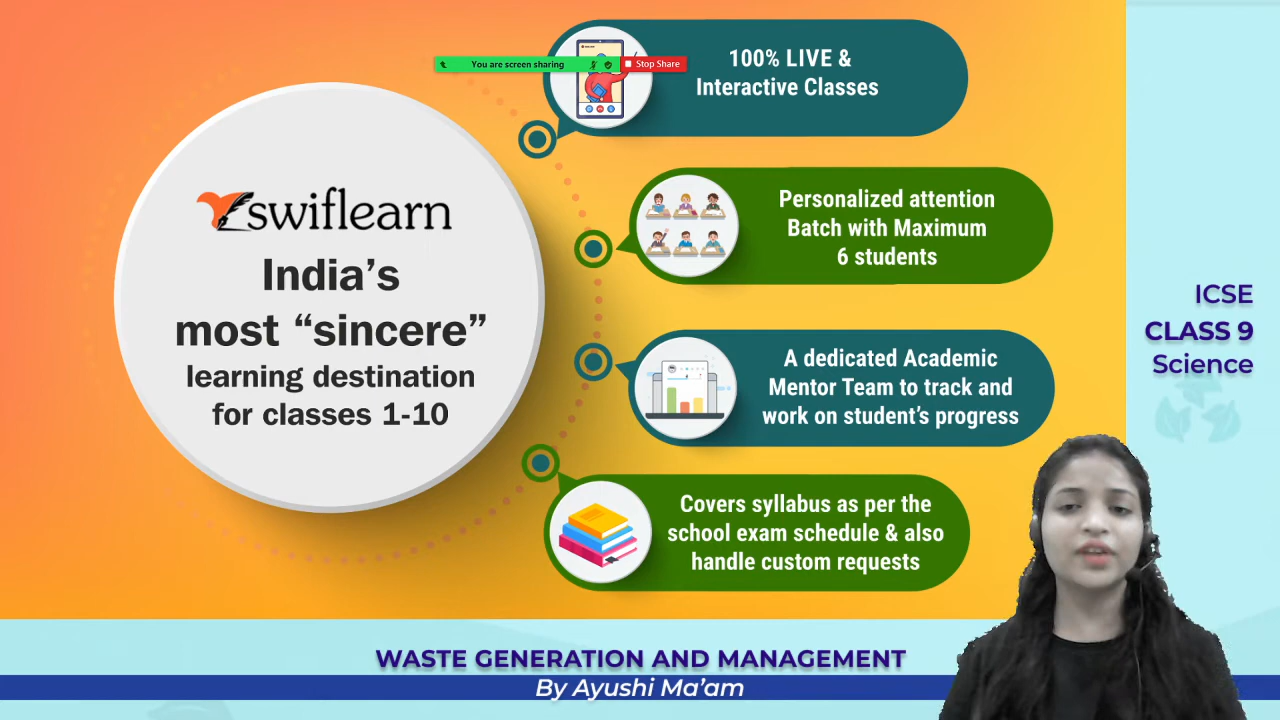 100% LIVE &
Interactive Classes
You are screen sharing
Stop Share
swiflearn
India's
most “sincere”
learning destination
for classes 1-10
Personalized attention
Batch with Maximum
6 students
A dedicated Academic
Mentor Team to track and
work on student's progress
Covers syllabus as per the
school exam schedule & also
handle custom requests
ICSE
CLASS 9
Science
WASTE GENERATION AND MANAGEMENT
By Ayushi Ma'am